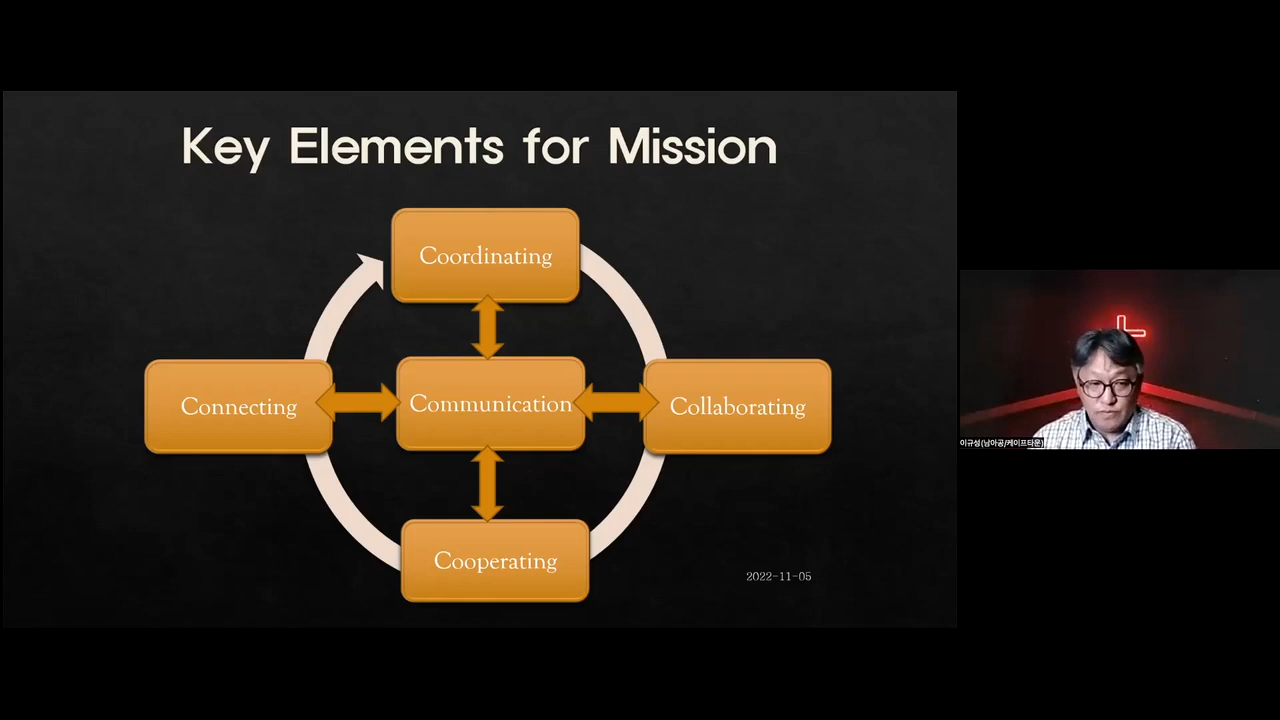 Key Elements for Mission
Coordinating
Connecting
Communication
Collaborating
Cooperating
2022-11-05
이규성(남아공/케이프타운)